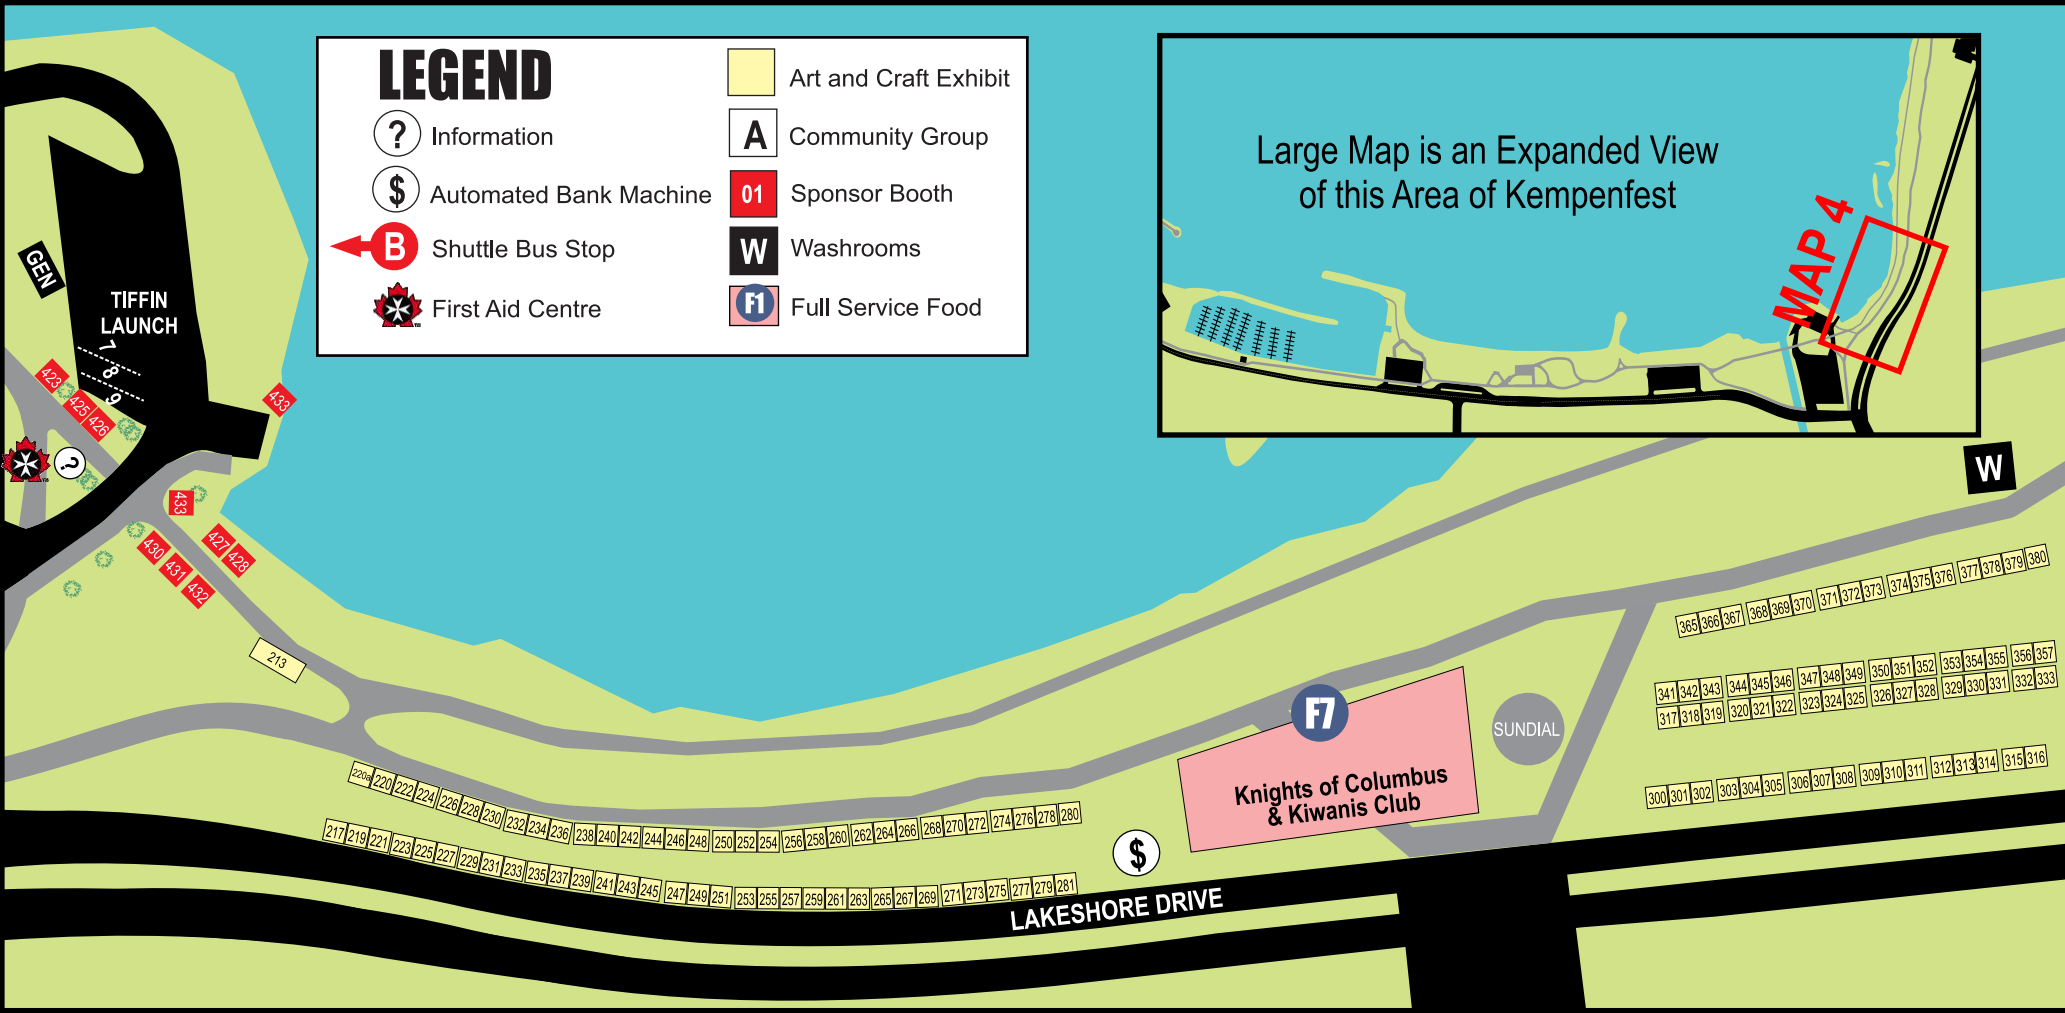 LEGEND
? Information
$ Automated Bank Machine
B Shuttle Bus Stop
First Aid Centre
Art and Craft Exhibit
A Community Group
01 Sponsor Booth
W Washrooms
F1 Full Service Food
Large Map is an Expanded View
of this Area of Kempenfest
MAP 4
GEN
TIFFIN
LAUNCH
7
8
9
423
425 426
433
?
433
427 428
430
431
432
213
W
365 366 367 368 369 370 371 372 373 374 375 376 377 378 379 380
341 342 343 344 345 346 347 348 349 350 351 352 353 354 355 356 357
317 318 319 320 321 322 323 324 325 326 327 328 329 330 331 332 333
300 301 302 303 304 305 306 307 308 309 310 311 312 313 314 315 316
F7
SUNDIAL
Knights of Columbus
& Kiwanis Club
220a 220 222 224 226 228 230 232 234 236 238 240 242 244 246 248 250 252 254 256 258 260 262 264 266 268 270 272 274 276 278 280
217 219 221 223 225 227 229 231 233 235 237 239 241 243 245 247 249 251 253 255 257 259 261 263 265 267 269 271 273 275 277 279 281
$
LAKESHORE DRIVE